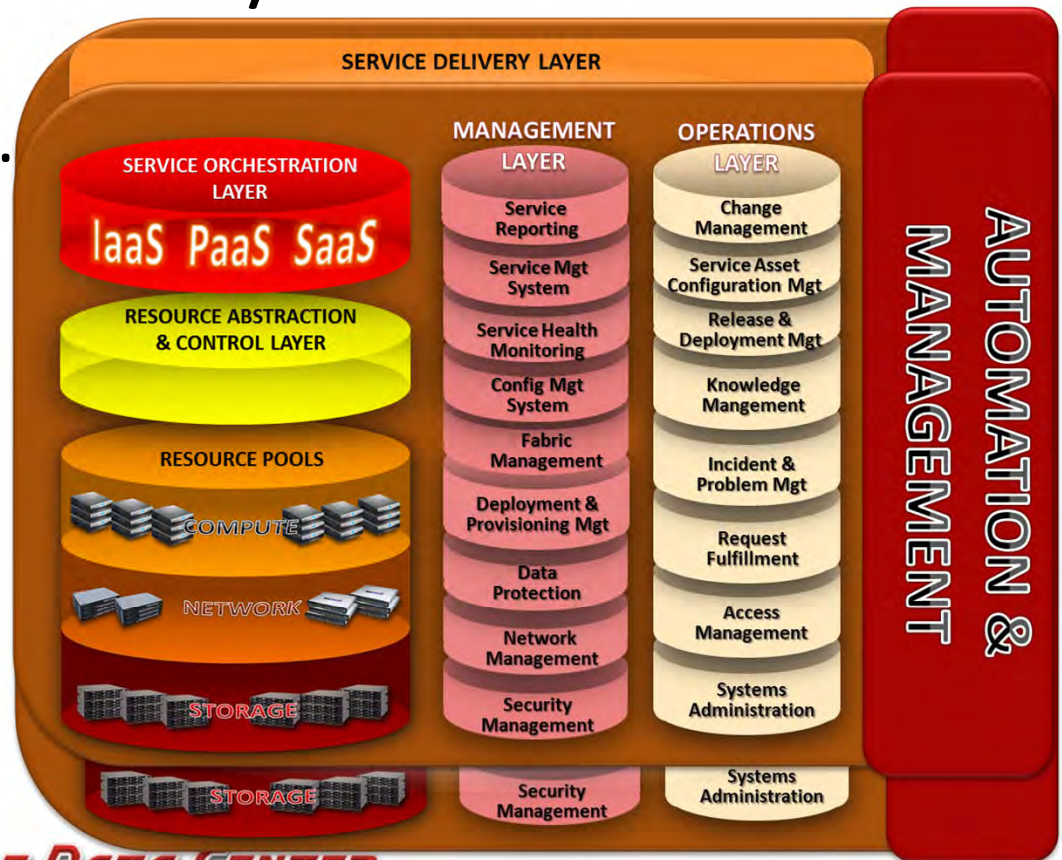 SERVICE DELIVERY LAYER
SERVICE ORCHESTRATION
LAYER
IaaS PaaS SaaS
RESOURCE ABSTRACTION
& CONTROL LAYER
RESOURCE POOLS
COMPUTE
NETWORK
STORAGE
STORAGE
MANAGEMENT
LAYER
Service
Reporting
Service Mgt
System
Service Health
Monitoring
Config Mgt
System
Fabric
Management
Deployment &
Provisioning Mgt
Data
Protection
Network
Management
Security
Management
Security
Management
OPERATIONS
LAYER
Change
Management
Service Asset
Configuration Mgt
Release &
Deployment Mgt
Knowledge
Mangement
Incident &
Problem Mgt
Request
Fulfillment
Access
Management
Systems
Administration
Systems
Administration
AUTOMATION &
MANAGEMENT